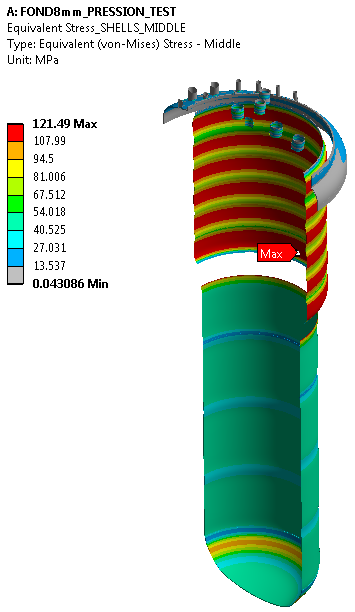 A: FOND8mm_PRESSION_TEST
Equivalent Stress_SHELLS_MIDDLE
Type: Equivalent (von-Mises) Stress - Middle
Unit: MPa
121.49 Max
107.99
94.5
81.006
67.512
54.018
40.525
27.031
13.537
0.043086 Min
Max